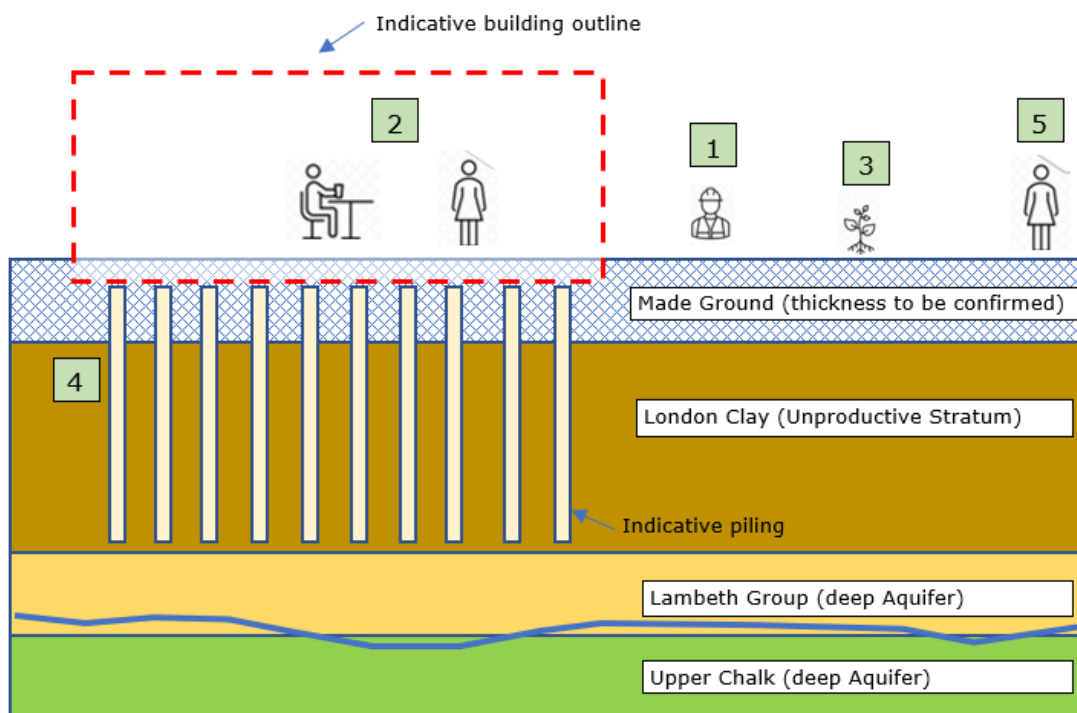 Indicative building outline
2
1
3
5
Made Ground (thickness to be confirmed)
4
London Clay (Unproductive Stratum)
Indicative piling
Lambeth Group (deep Aquifer)
Upper Chalk (deep Aquifer)